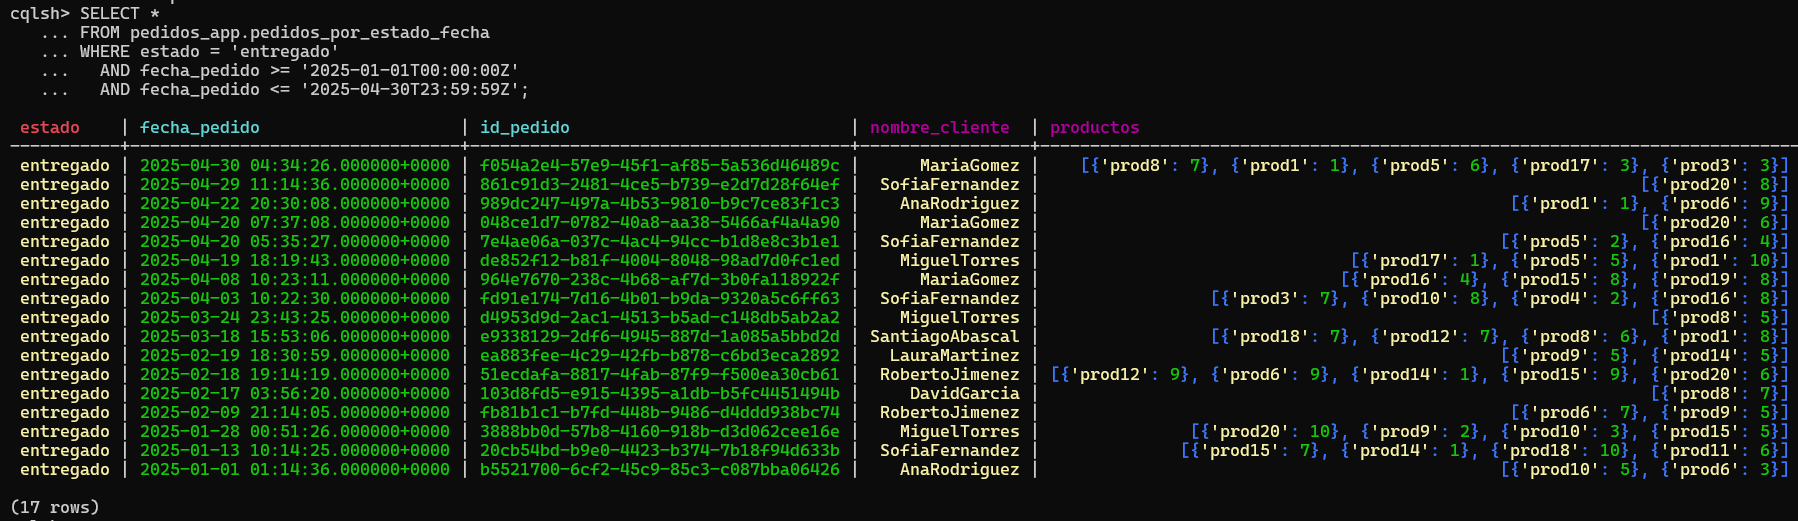 cqlsh> SELECT *
   ... FROM pedidos_app.pedidos_por_estado_fecha
   ... WHERE estado = 'entregado'
   ...   AND fecha_pedido >= '2025-01-01T00:00:00Z'
   ...   AND fecha_pedido <= '2025-04-30T23:59:59Z';
 estado    | fecha_pedido                    | id_pedido                            | nombre_cliente  | productos
-----------+---------------------------------+--------------------------------------+-----------------+---------------------------------------------------------------------------
 entregado | 2025-04-30 04:34:26.000000+0000 | f054a2e4-57e9-45f1-af85-5a536d46489c |      MariaGomez |    [{'prod8': 7}, {'prod1': 1}, {'prod5': 6}, {'prod17': 3}, {'prod3': 3}]
 entregado | 2025-04-29 11:14:36.000000+0000 | 861c91d3-2481-4ce5-b739-e2d7d28f64ef |  SofiaFernandez |                                                            [{'prod20': 8}]
 entregado | 2025-04-22 20:30:08.000000+0000 | 989dc247-497a-4b53-9810-b9c7ce83f1c3 |    AnaRodriguez |                                               [{'prod1': 1}, {'prod6': 9}]
 entregado | 2025-04-20 07:37:08.000000+0000 | 048ce1d7-0782-40a8-aa38-5466af4a4a90 |      MariaGomez |                                                            [{'prod20': 6}]
 entregado | 2025-04-20 05:35:27.000000+0000 | 7e4ae06a-037c-4ac4-94cc-b1d8e8c3b1e1 |  SofiaFernandez |                                              [{'prod5': 2}, {'prod16': 4}]
 entregado | 2025-04-19 18:19:43.000000+0000 | de852f12-b81f-4004-8048-98ad7d0fc1ed |    MiguelTorres |                               [{'prod17': 1}, {'prod5': 5}, {'prod1': 10}]
 entregado | 2025-04-08 10:23:11.000000+0000 | 964e7670-238c-4b68-af7d-3b0fa118922f |      MariaGomez |                              [{'prod16': 4}, {'prod15': 8}, {'prod19': 8}]
 entregado | 2025-04-03 10:22:30.000000+0000 | fd91e174-7d16-4b01-b9da-9320a5c6ff63 |  SofiaFernandez |                 [{'prod3': 7}, {'prod10': 8}, {'prod4': 2}, {'prod16': 8}]
 entregado | 2025-03-24 23:43:25.000000+0000 | d4953d9d-2ac1-4513-b5ad-c148db5ab2a2 |    MiguelTorres |                                                             [{'prod8': 5}]
 entregado | 2025-03-18 15:53:06.000000+0000 | e9338129-2df6-4945-887d-1a085a5bbd2d | SantiagoAbascal |                 [{'prod18': 7}, {'prod12': 7}, {'prod8': 6}, {'prod1': 8}]
 entregado | 2025-02-19 18:30:59.000000+0000 | ea883fee-4c29-42fb-b878-c6bd3eca2892 |   LauraMartinez |                                              [{'prod9': 5}, {'prod14': 5}]
 entregado | 2025-02-18 19:14:19.000000+0000 | 51ecdafa-8817-4fab-87f9-f500ea30cb61 |  RobertoJimenez | [{'prod12': 9}, {'prod6': 9}, {'prod14': 1}, {'prod15': 9}, {'prod20': 6}]
 entregado | 2025-02-17 03:56:20.000000+0000 | 103d8fd5-e915-4395-a1db-b5fc4451494b |     DavidGarcia |                                                             [{'prod8': 7}]
 entregado | 2025-02-09 21:14:05.000000+0000 | fb81b1c1-b7fd-448b-9486-d4ddd938bc74 |  RobertoJimenez |                                               [{'prod6': 7}, {'prod9': 5}]
 entregado | 2025-01-28 00:51:26.000000+0000 | 3888bb0d-57b8-4160-918b-d3d062cee16e |    MiguelTorres |               [{'prod20': 10}, {'prod9': 2}, {'prod10': 3}, {'prod15': 5}]
 entregado | 2025-01-13 10:14:25.000000+0000 | 20cb54bd-b9e0-4423-b374-7b18f94d633b |  SofiaFernandez |              [{'prod15': 7}, {'prod14': 1}, {'prod18': 10}, {'prod11': 6}]
 entregado | 2025-01-01 01:14:36.000000+0000 | b5521700-6cf2-45c9-85c3-c087bba06426 |    AnaRodriguez |                                              [{'prod10': 5}, {'prod6': 3}]
(17 rows)